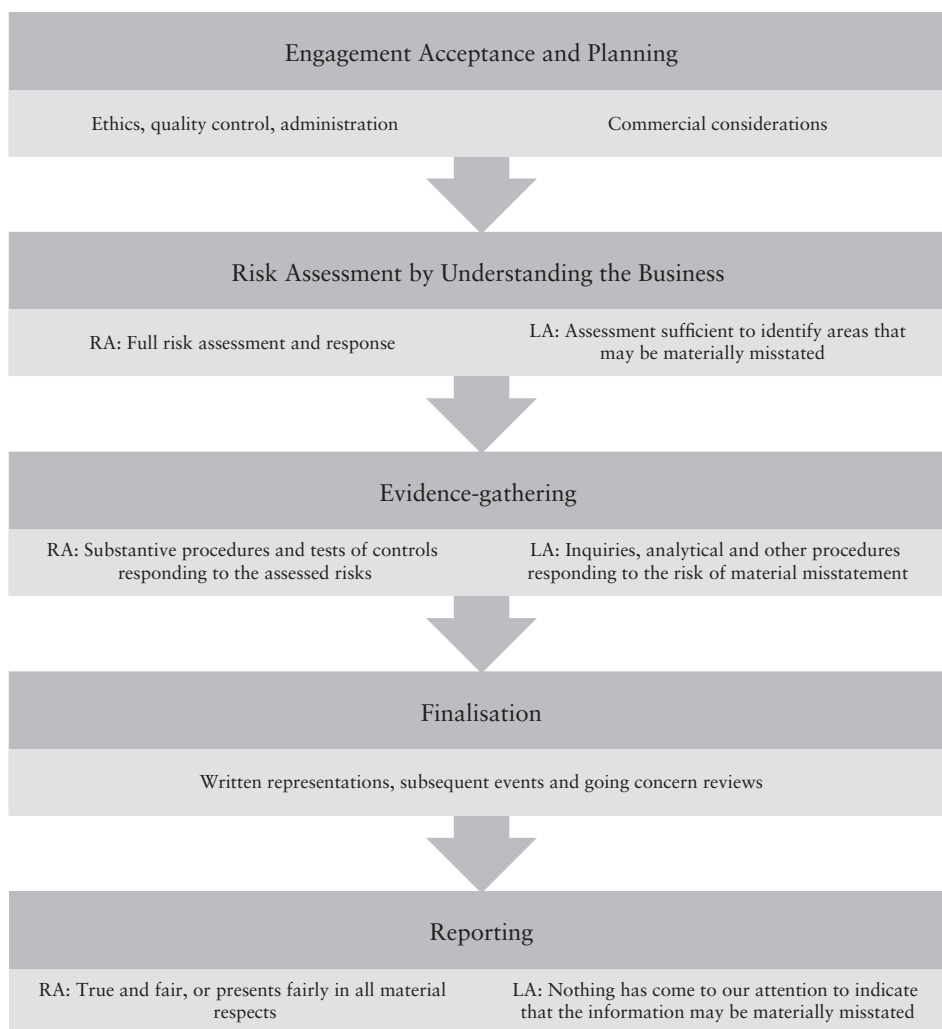 Engagement Acceptance and Planning
Ethics, quality control, administration
Commercial considerations
Risk Assessment by Understanding the Business
RA: Full risk assessment and response
LA: Assessment sufficient to identify areas that
may be materially misstated
Evidence-gathering
RA: Substantive procedures and tests of controls
responding to the assessed risks
LA: Inquiries, analytical and other procedures
responding to the risk of material misstatement
Finalisation
Written representations, subsequent events and going concern reviews
Reporting
RA: True and fair, or presents fairly in all material
respects
LA: Nothing has come to our attention to indicate
that the information may be materially misstated